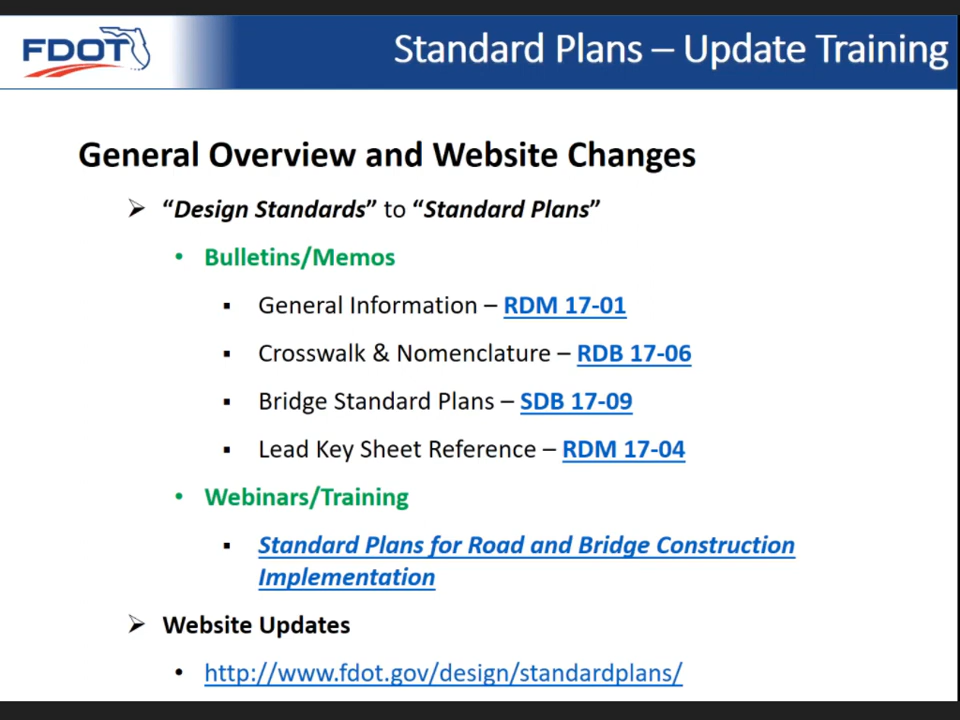 FDOT
Standard Plans – Update Training
General Overview and Website Changes
➢ “Design Standards” to “Standard Plans”
• Bulletins/Memos
▪ General Information – RDM 17-01
▪ Crosswalk & Nomenclature – RDB 17-06
▪ Bridge Standard Plans – SDB 17-09
▪ Lead Key Sheet Reference – RDM 17-04
• Webinars/Training
▪ Standard Plans for Road and Bridge Construction
Implementation
➢ Website Updates
• http://www.fdot.gov/design/standardplans/